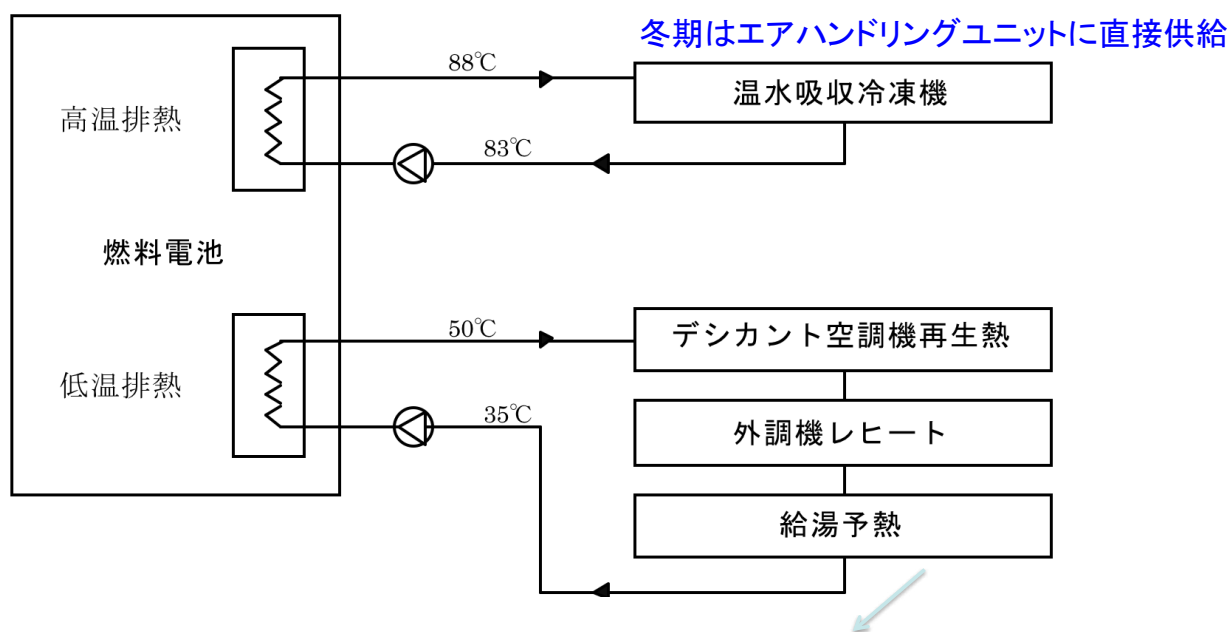 冬期はエアハンドリングユニットに直接供給
88℃
温水吸収冷凍機
高温排熱
83℃
燃料電池
50℃
デシカント空調機再生熱
低温排熱
35℃
外調機レヒート
給湯予熱